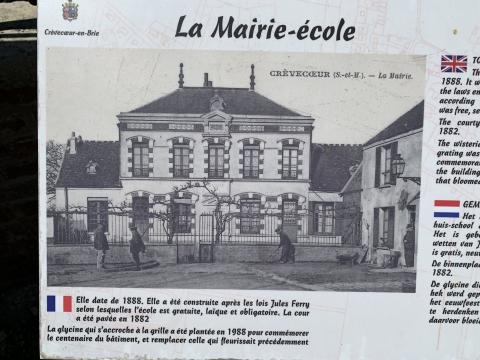 Crèvecœur-en-Brie
La Mairie-école
CRÈVECŒUR (S.-et-M.). — La Mairie.
Elle date de 1888. Elle a été construite après les lois Jules Ferry
selon lesquelles l'école est gratuite, laïque et obligatoire. La cour
a été pavée en 1882
La glycine qui s'accroche à la grille a été plantée en 1988 pour commémorer
le centenaire du bâtiment, et remplace celle qui fleurissait précédemment
TO
The
1888. It w
the laws en
according
was free, se
The courty
1882.
The wisteri
grating was
commemora
the building
that bloomed
GEM
Het
huis-school
Het is geb
wetten van J
is gratis, neu
De binnenpla
1882.
De glycine di
hek werd gep
het eeuwfeest
te herdenken
daarvoor bloei